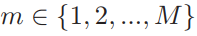 m ∈ {1, 2, ..., M}